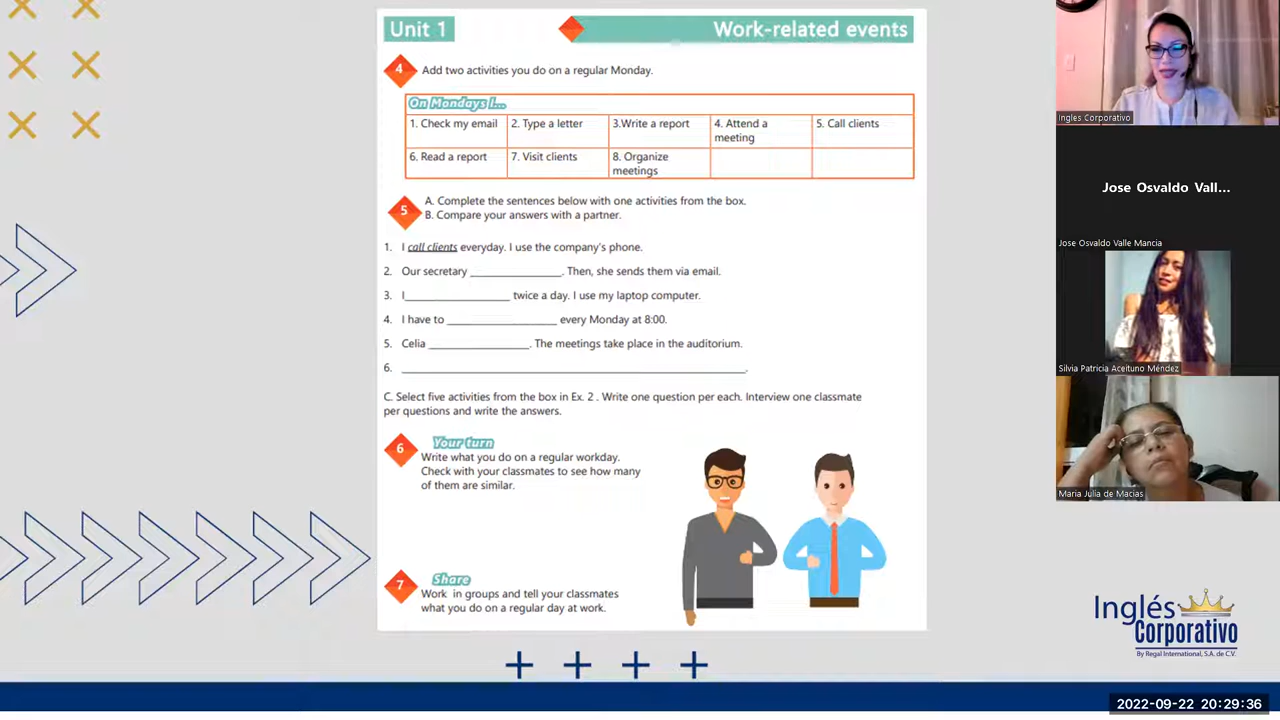 Unit 1
Work-related events
4
Add two activities you do on a regular Monday.
On Mondays I...
1. Check my email
2. Type a letter
3.Write a report
4. Attend a
meeting
5. Call clients
6. Read a report
7. Visit clients
8. Organize
meetings
5
A. Complete the sentences below with one activities from the box.
B. Compare your answers with a partner.
1. I call clients everyday. I use the company's phone.
2. Our secretary _______________. Then, she sends them via email.
3. I_________________ twice a day. I use my laptop computer.
4. I have to __________________ every Monday at 8:00.
5. Celia ________________. The meetings take place in the auditorium.
6. ________________________________________________________.
C. Select five activities from the box in Ex. 2 . Write one question per each. Interview one classmate
per questions and write the answers.
6
Your turn
Write what you do on a regular workday.
Check with your classmates to see how many
of them are similar.
7
Share
Work in groups and tell your classmates
what you do on a regular day at work.
Ingles Corporativo
Jose Osvaldo Vall...
Jose Osvaldo Valle Mancia
Silvia Patricia Aceituno Méndez
Maria Julia de Macias
Inglés
Corporativo
By Regal International, S.A. de C.V.
2022-09-22 20:29:36